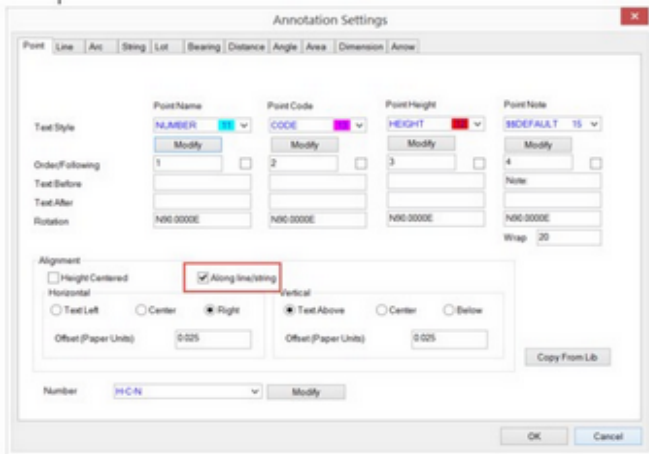 Annotation Settings
Point Line Arc String Lot Bearing Distance Angle Area Dimension Arrow
Point Name Point Code Point Height Point Note
Text Style NUMBER CODE HEIGHT DEFAULT 15
Modify Modify Modify Modify
Order/Following 1 2 3 4
Text Before Note:
Text After
Rotation N90.0000E N90.0000E N90.0000E N90.0000E
Wrap 20
Alignment
Height Centered Along line/string
Horizontal Vertical
Text Left Center Right Text Above Center Below
Offset (Paper Units) 0.025 Offset (Paper Units) 0.025
Copy From Lib
Number H-C-N Modify
OK Cancel